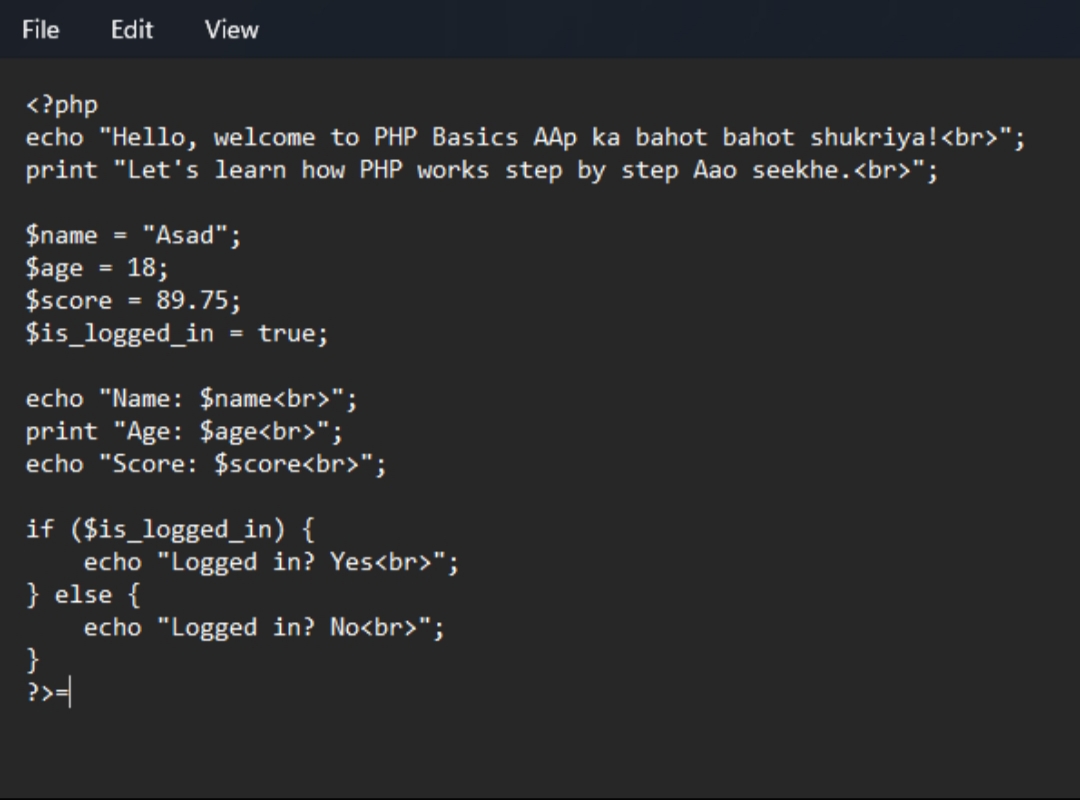 File Edit View
<?php
echo "Hello, welcome to PHP Basics AAp ka bahot bahot shukriya!<br>";
print "Let's learn how PHP works step by step Aao seekhe.<br>";
$name = "Asad";
$age = 18;
$score = 89.75;
$is_logged_in = true;
echo "Name: $name<br>";
print "Age: $age<br>";
echo "Score: $score<br>";
if ($is_logged_in) {
    echo "Logged in? Yes<br>";
} else {
    echo "Logged in? No<br>";
}
?>=